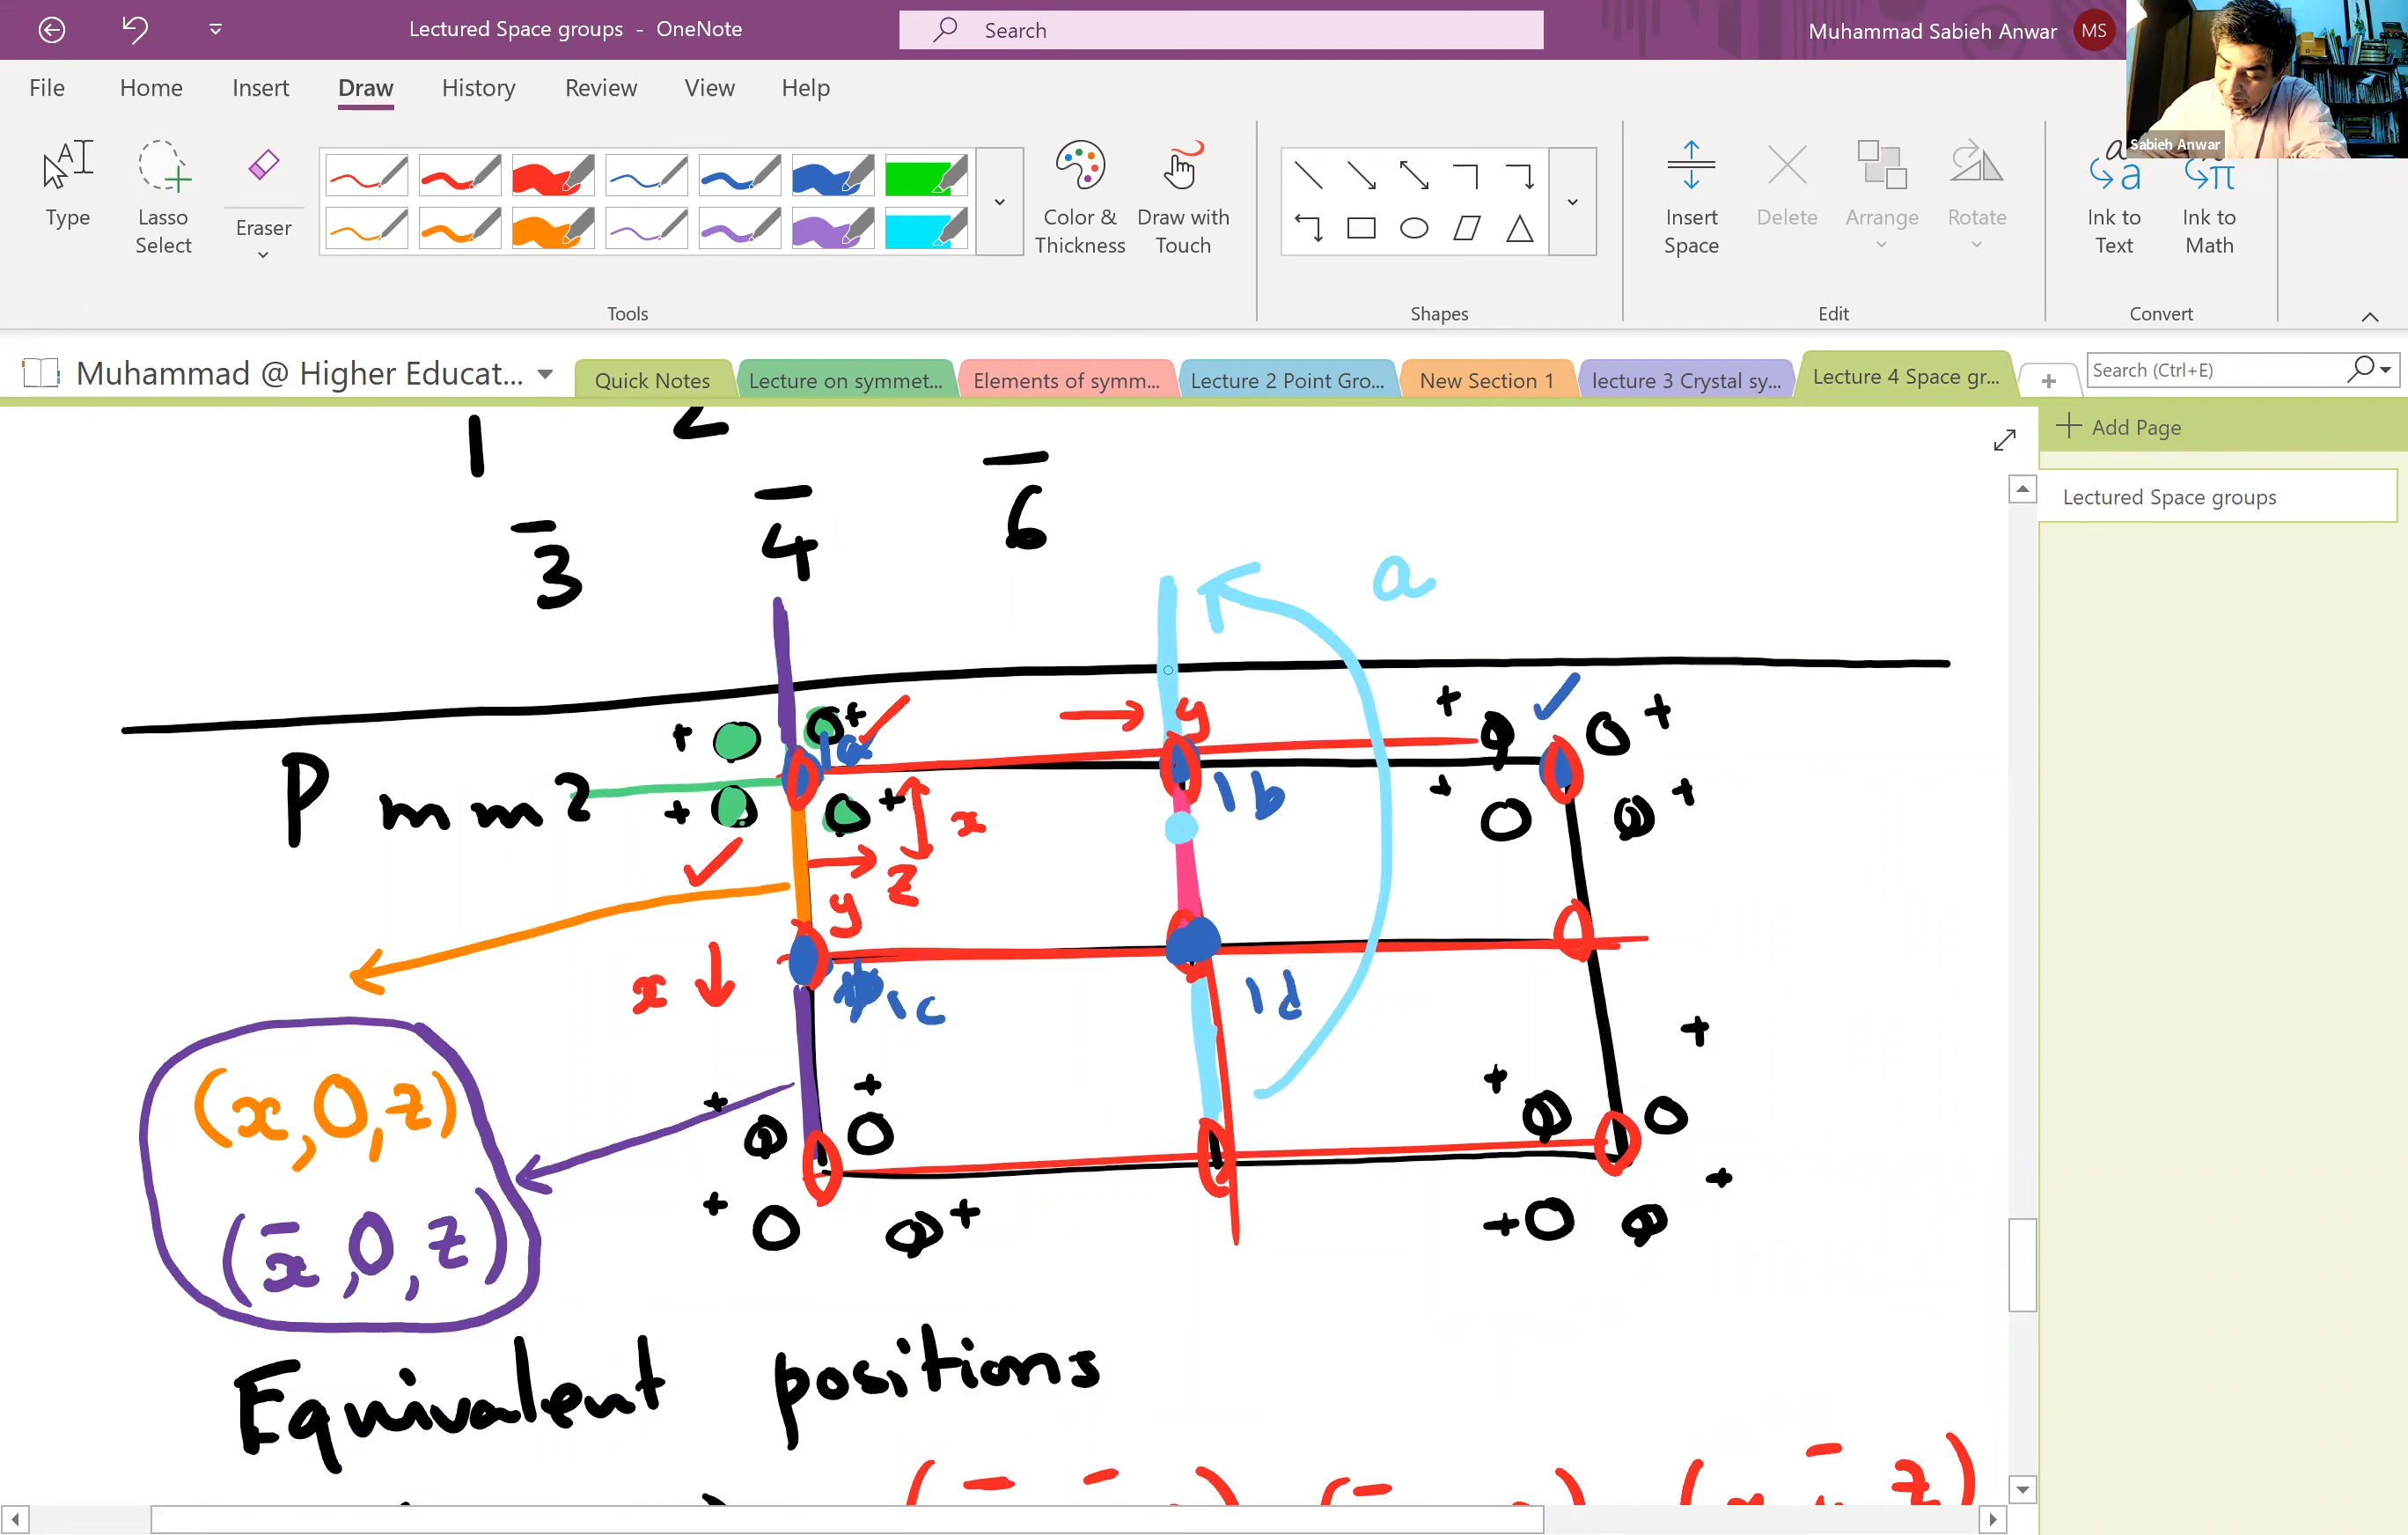 Lectured Space groups - OneNote
Search
Muhammad Sabieh Anwar MS
Sabieh Anwar
File Home Insert Draw History Review View Help
Type
Lasso Select
Eraser
Color & Thickness
Draw with Touch
Insert Space
Delete
Arrange
Rotate
Ink to Text
Ink to Math
Tools
Shapes
Edit
Convert
Muhammad @ Higher Educat...
Quick Notes
Lecture on symmet...
Elements of symm...
Lecture 2 Point Gro...
New Section 1
lecture 3 Crystal sy...
Lecture 4 Space gr...
Search (Ctrl+E)
Add Page
Lectured Space groups
1 2
3̄ 4̄ 6̄
a
P mm2
1a
y
1b
x
z
y
x
1c
1d
(x,0,z)
(x̄,0,z)
Equivalent positions